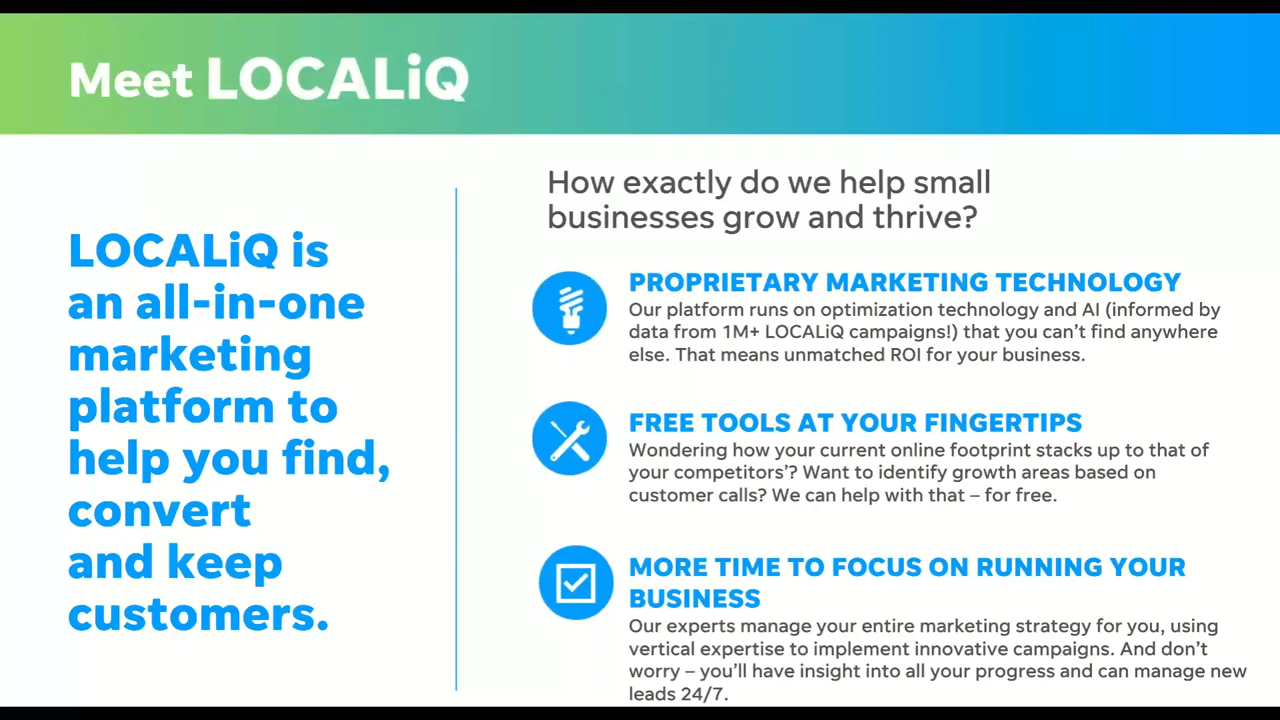 Meet LOCALiQ
LOCALiQ is
an all-in-one
marketing
platform to
help you find,
convert
and keep
customers.
How exactly do we help small
businesses grow and thrive?
PROPRIETARY MARKETING TECHNOLOGY
Our platform runs on optimization technology and AI (informed by
data from 1M+ LOCALiQ campaigns!) that you can't find anywhere
else. That means unmatched ROI for your business.
FREE TOOLS AT YOUR FINGERTIPS
Wondering how your current online footprint stacks up to that of
your competitors'? Want to identify growth areas based on
customer calls? We can help with that – for free.
MORE TIME TO FOCUS ON RUNNING YOUR
BUSINESS
Our experts manage your entire marketing strategy for you, using
vertical expertise to implement innovative campaigns. And don't
worry – you'll have insight into all your progress and can manage new
leads 24/7.